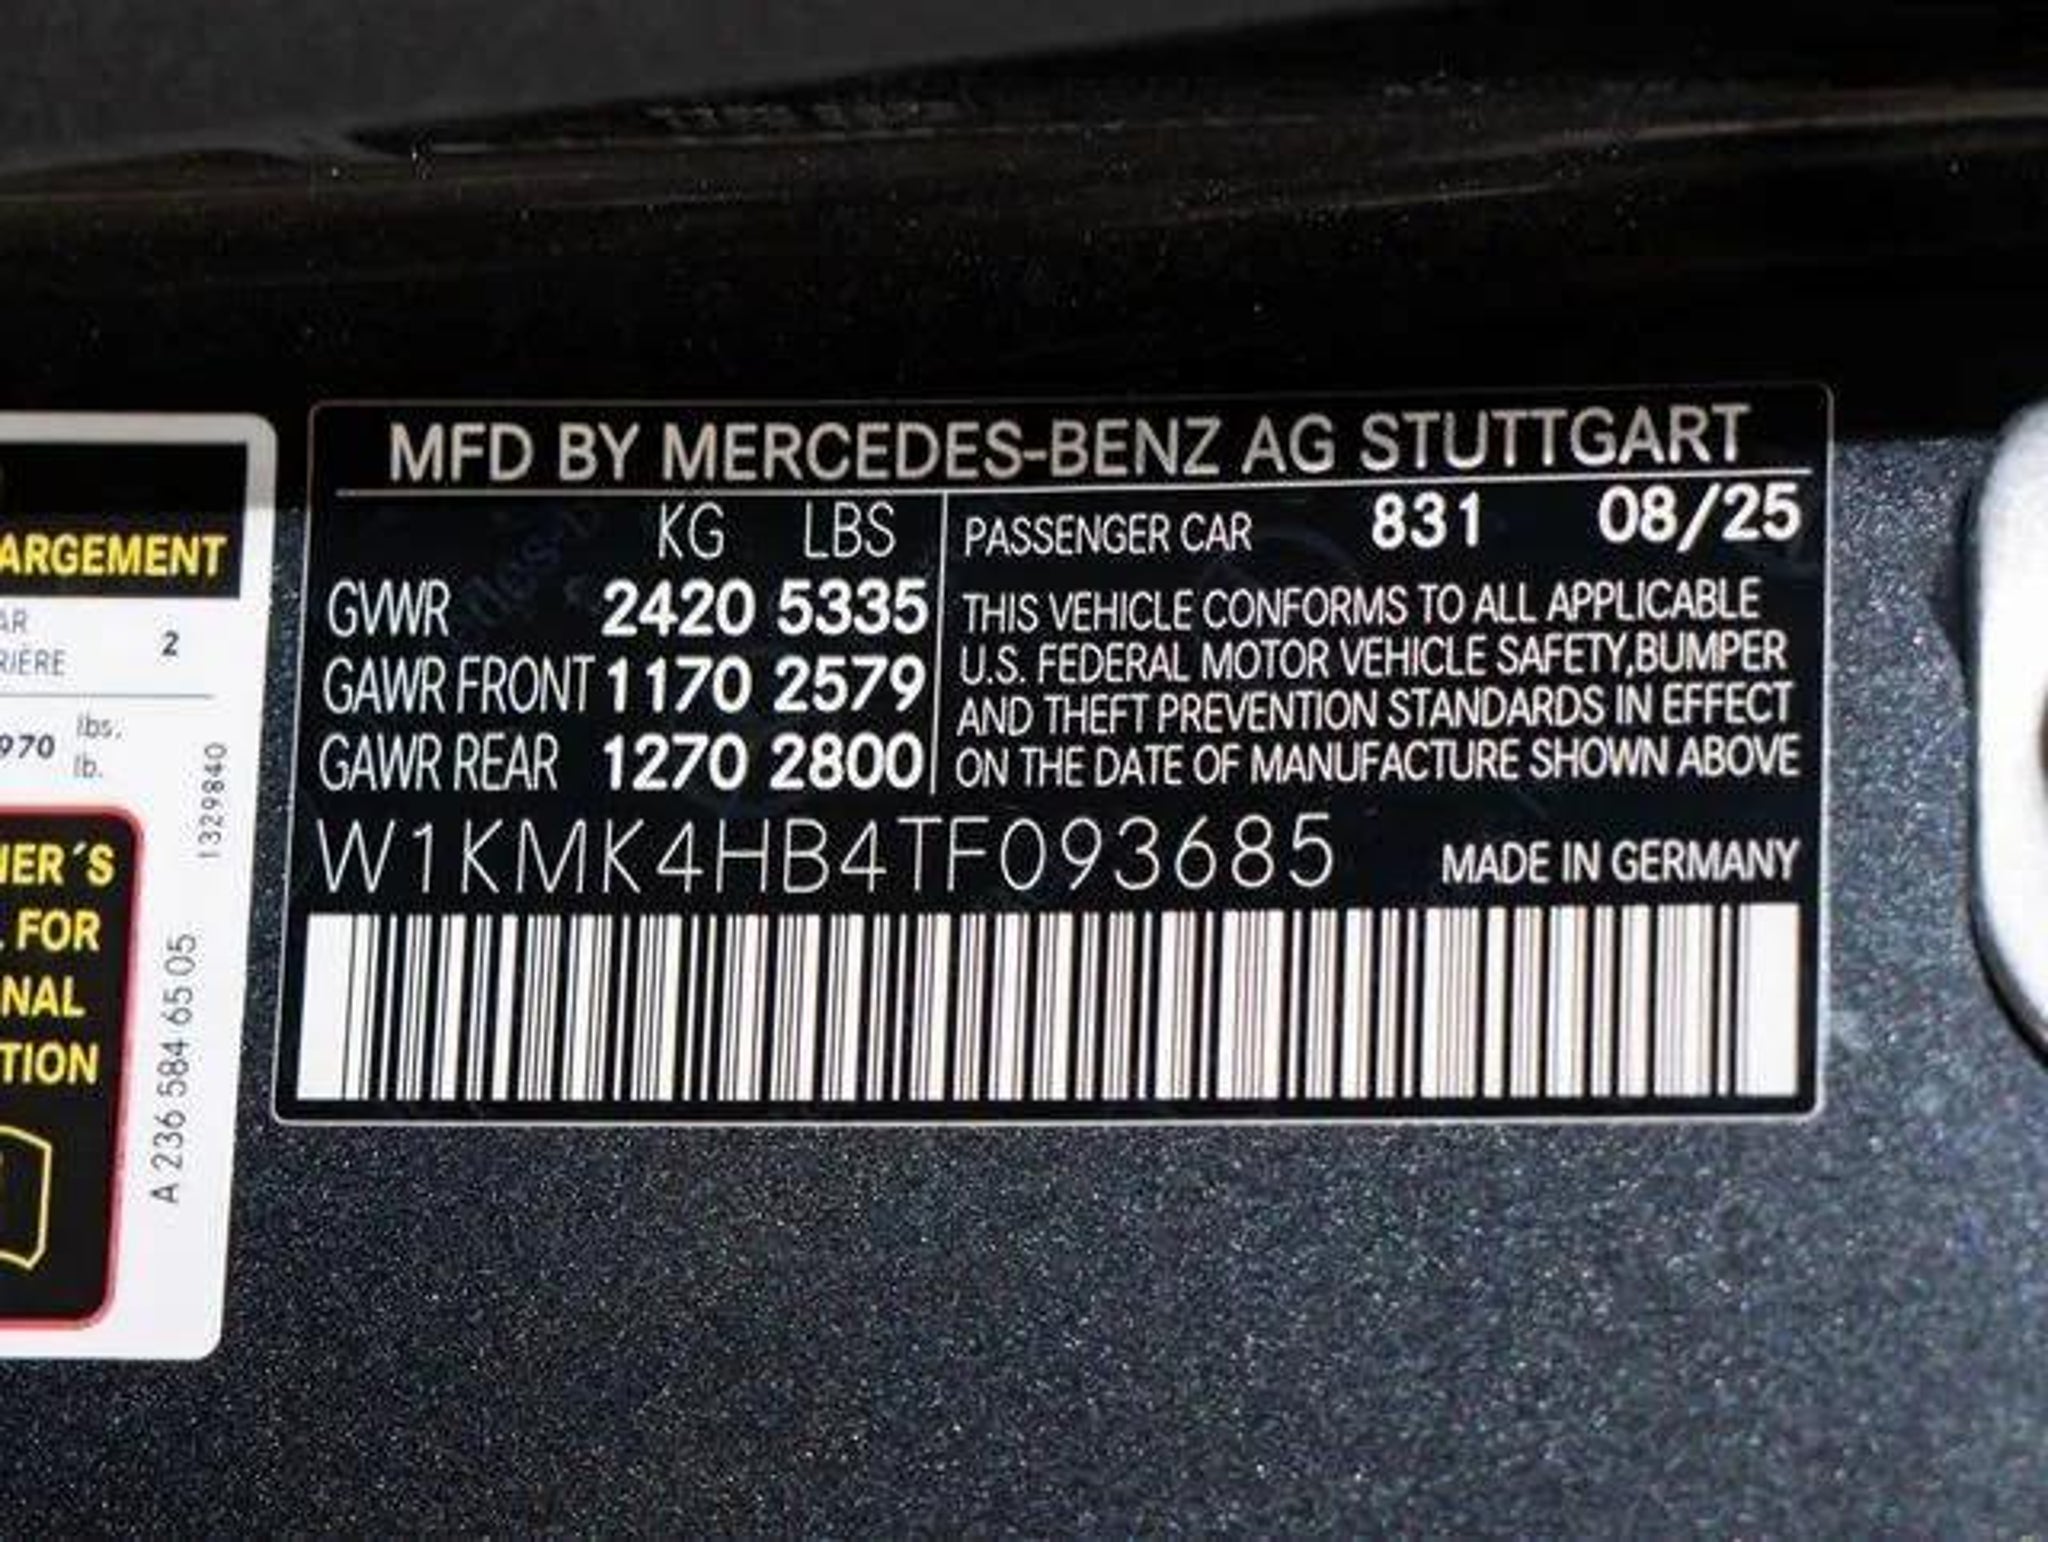 ARGEMENT
AR 2
RIÈRE
970 lbs.
lb.
1329840
NER´S
FOR
NAL
TION
A 236 584 65 05
MFD BY MERCEDES-BENZ AG STUTTGART
KG LBS
GVWR 2420 5335
GAWR FRONT 1170 2579
GAWR REAR 1270 2800
PASSENGER CAR 831 08/25
THIS VEHICLE CONFORMS TO ALL APPLICABLE
U.S. FEDERAL MOTOR VEHICLE SAFETY,BUMPER
AND THEFT PREVENTION STANDARDS IN EFFECT
ON THE DATE OF MANUFACTURE SHOWN ABOVE
W1KMK4HB4TF093685 MADE IN GERMANY